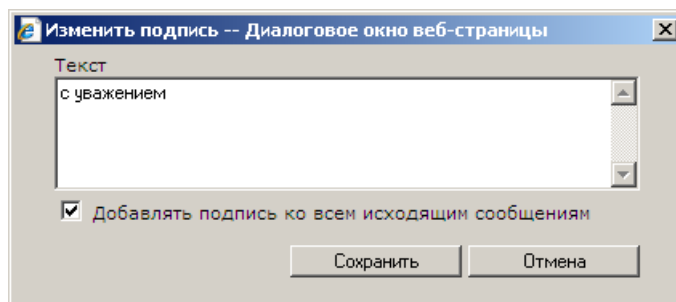 Изменить подпись -- Диалоговое окно веб-страницы
Текст
с уважением
Добавлять подпись ко всем исходящим сообщениям
Сохранить Отмена